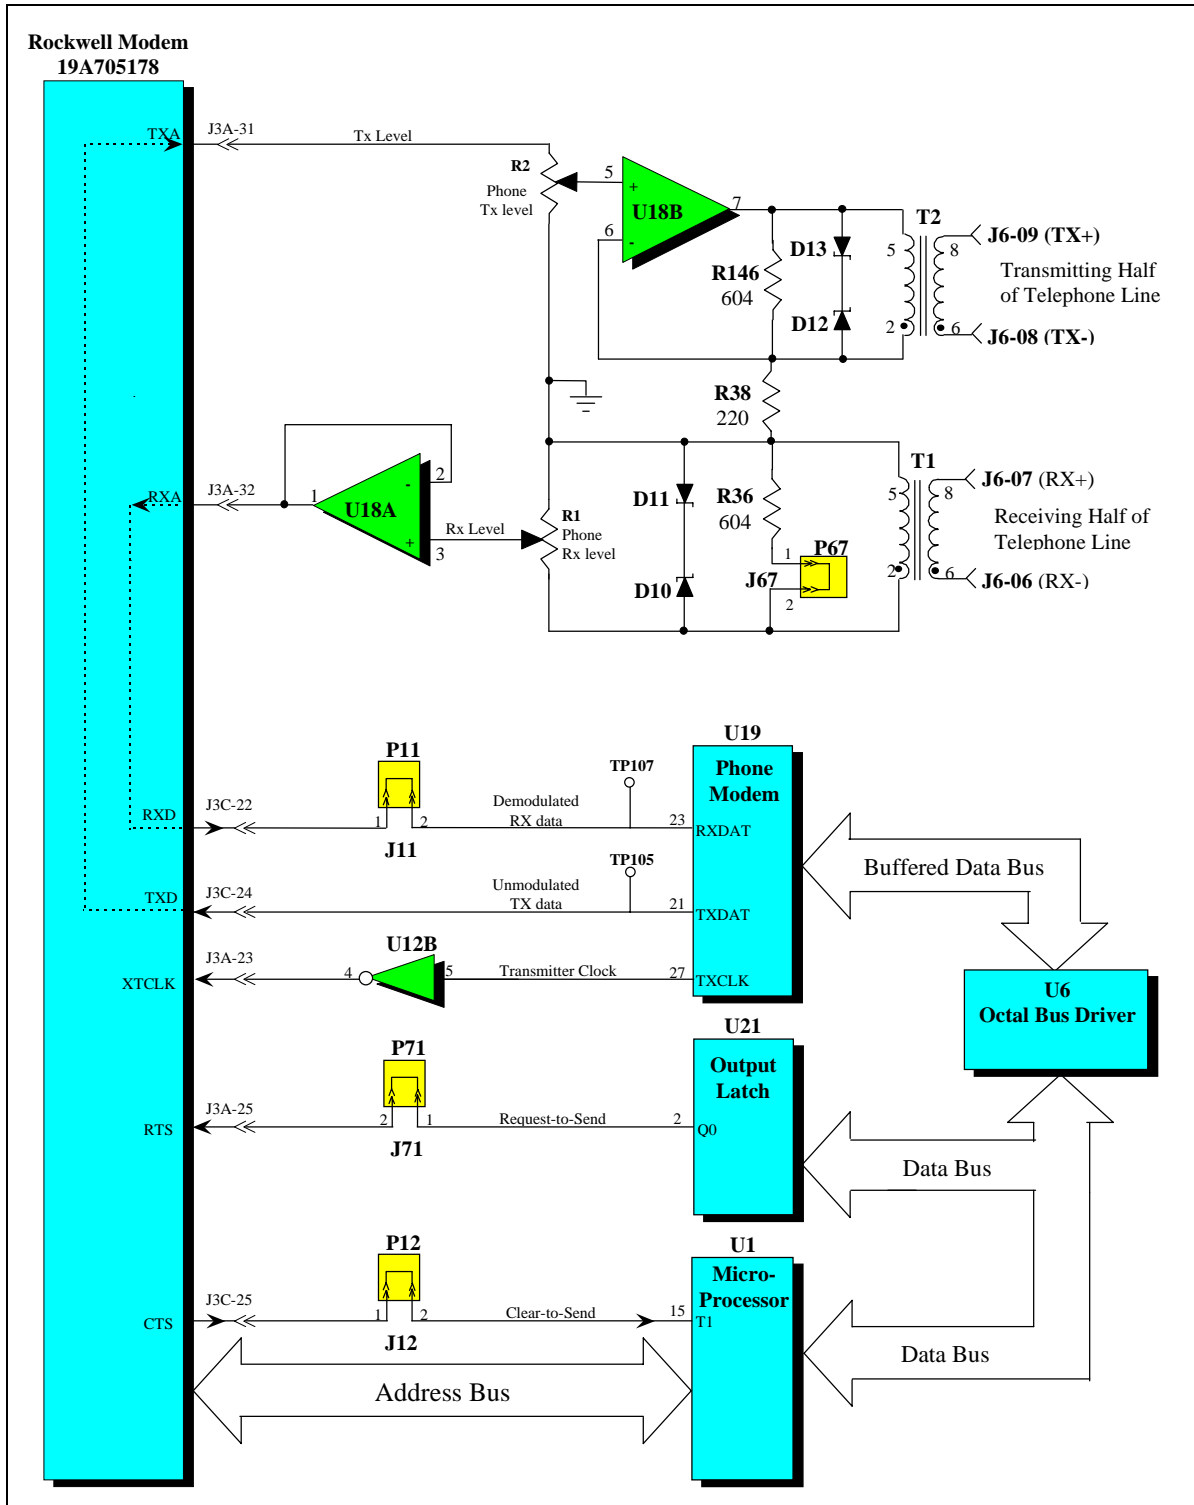 Rockwell Modem
19A705178
TXA
J3A-31
Tx Level
R2
Phone
Tx level
5
+
U18B
6
-
7
T2
D13
R146
604
D12
5
2
8
6
J6-09 (TX+)
Transmitting Half
of Telephone Line
J6-08 (TX-)
R38
220
RXA
J3A-32
1
U18A
-
2
+
3
Rx Level
R1
Phone
Rx level
D11
D10
R36
604
1
P67
J67
2
T1
5
2
8
6
J6-07 (RX+)
Receiving Half of
Telephone Line
J6-06 (RX-)
RXD
J3C-22
P11
1
2
J11
Demodulated
RX data
TP107
U19
Phone
Modem
23
RXDAT
TXD
J3C-24
Unmodulated
TX data
TP105
21
TXDAT
XTCLK
J3A-23
U12B
4
5
Transmitter Clock
27
TXCLK
Buffered Data Bus
U6
Octal Bus Driver
RTS
J3A-25
P71
2
1
J71
Request-to-Send
2
Q0
U21
Output
Latch
Data Bus
CTS
J3C-25
P12
1
2
J12
Clear-to-Send
15
T1
U1
Micro-
Processor
Data Bus
Address Bus